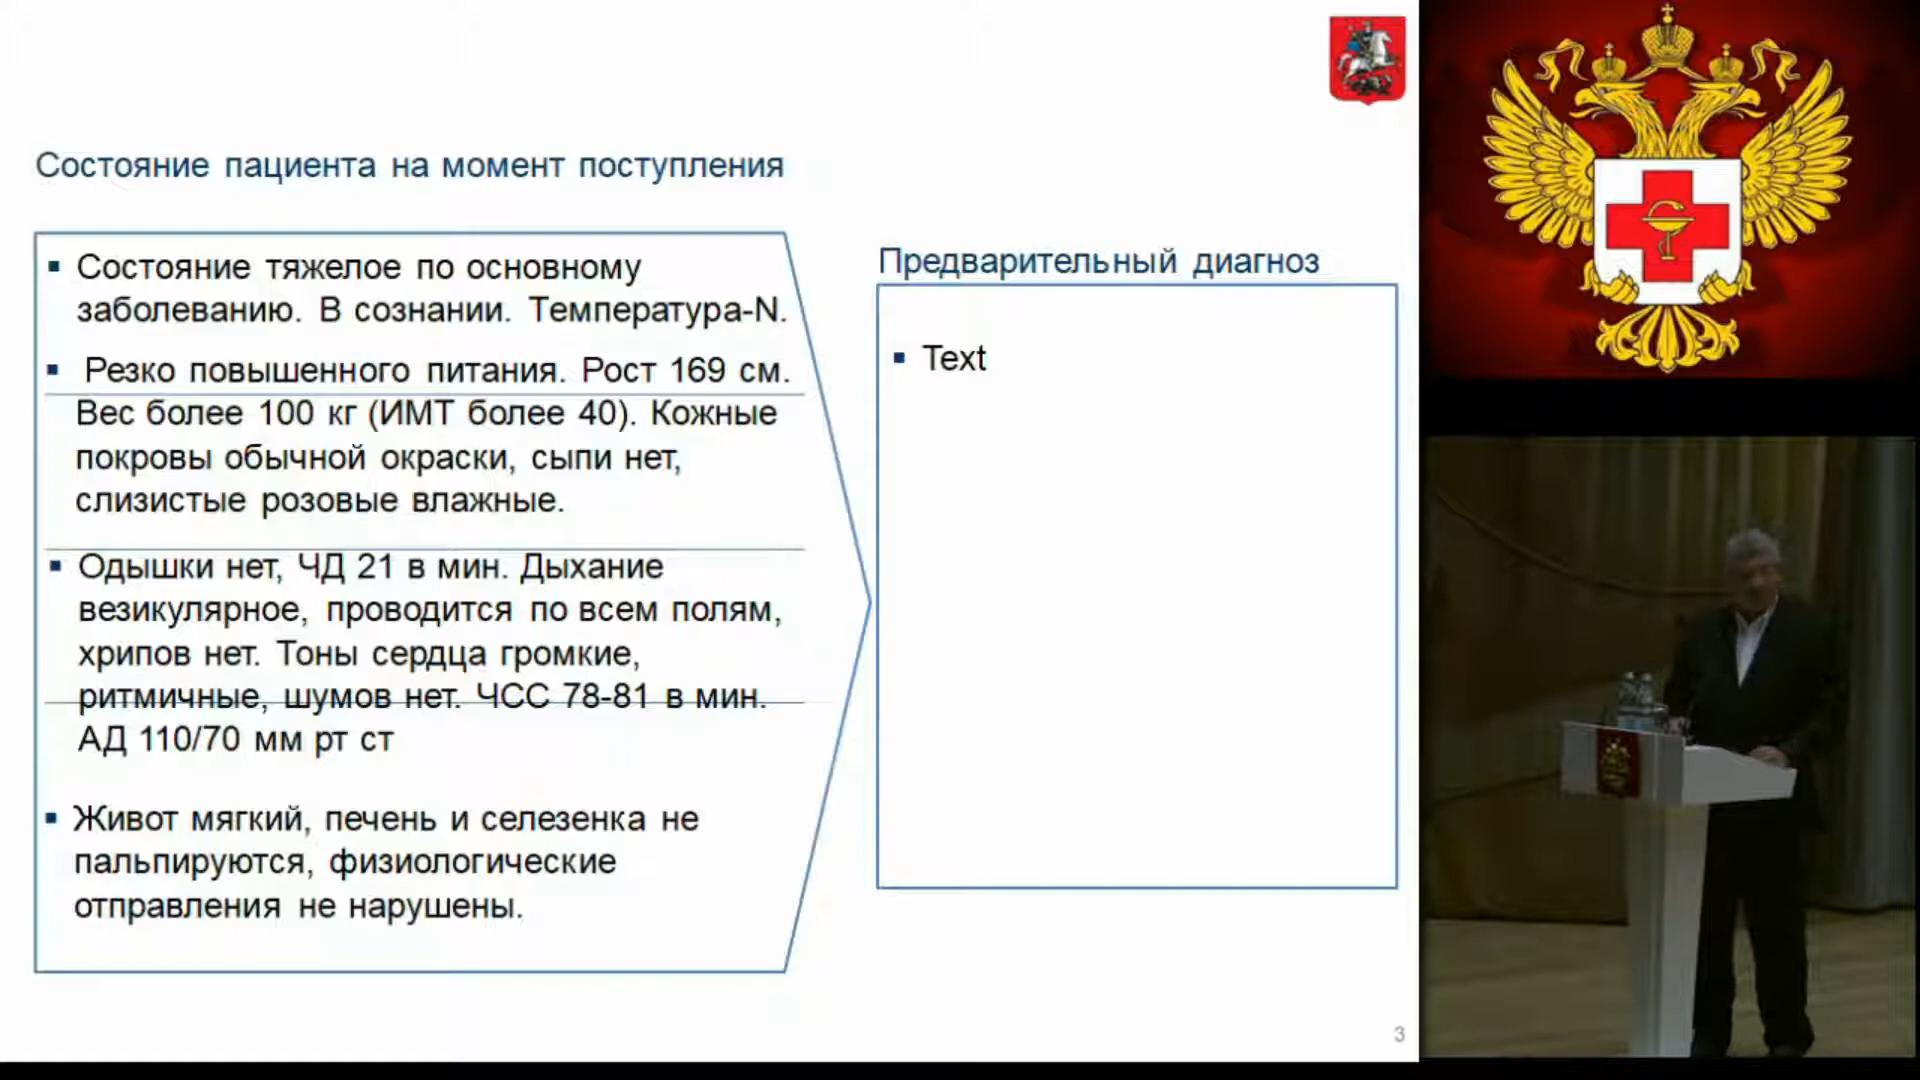 Состояние пациента на момент поступления
▪ Состояние тяжелое по основному
заболеванию. В сознании. Температура-N.
▪ Резко повышенного питания. Рост 169 см.
Вес более 100 кг (ИМТ более 40). Кожные
покровы обычной окраски, сыпи нет,
слизистые розовые влажные.
▪ Одышки нет, ЧД 21 в мин. Дыхание
везикулярное, проводится по всем полям,
хрипов нет. Тоны сердца громкие,
ритмичные, шумов нет. ЧСС 78-81 в мин.
АД 110/70 мм рт ст
▪ Живот мягкий, печень и селезенка не
пальпируются, физиологические
отправления не нарушены.
Предварительный диагноз
▪ Text
3